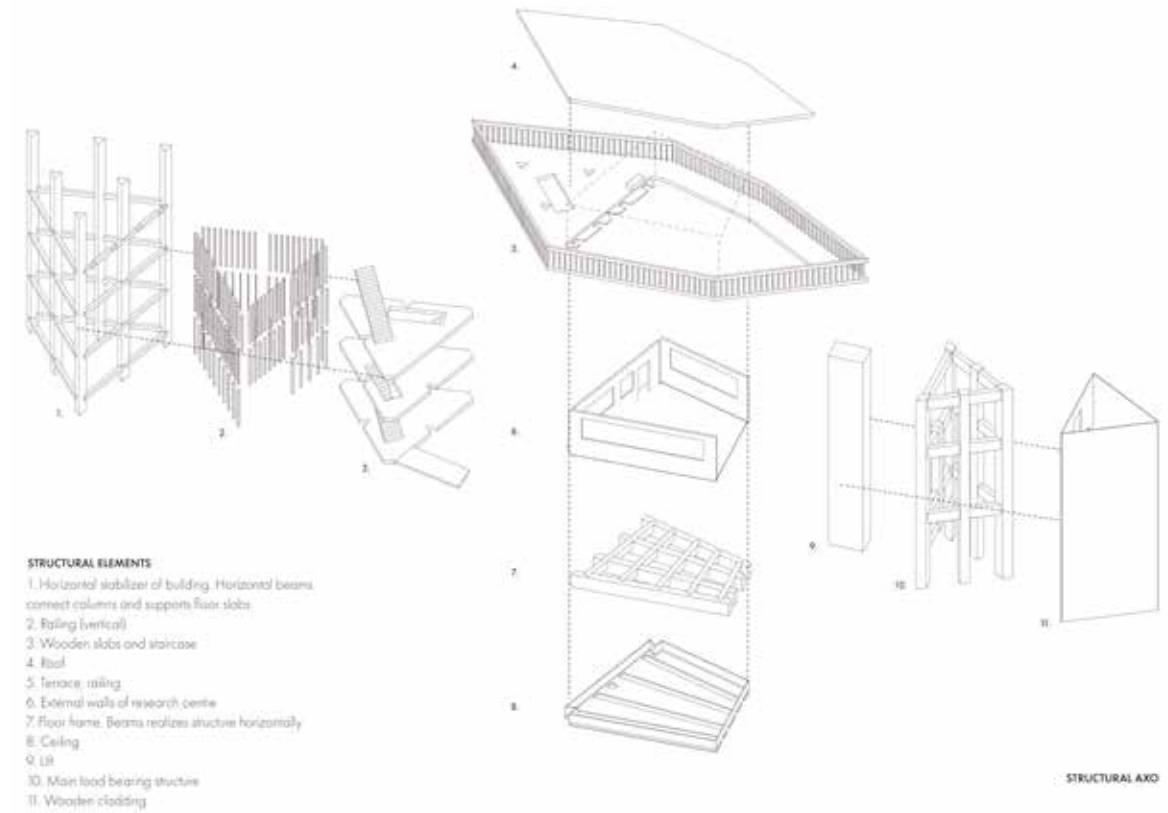 4.
5.
1.
2.
3.
6.
9.
10.
11.
7.
8.
STRUCTURAL ELEMENTS
1. Horizontal stabilizer of building. Horizontal beams
connect columns and supports floor slabs
2. Railing (vertical)
3. Wooden slabs and staircase
4. Roof
5. Terrace, railing
6. External walls of research centre
7. Floor frame. Beams realizes structure horizontally
8. Ceiling
9. Lift
10. Main load bearing structure
11. Wooden cladding
STRUCTURAL AXO